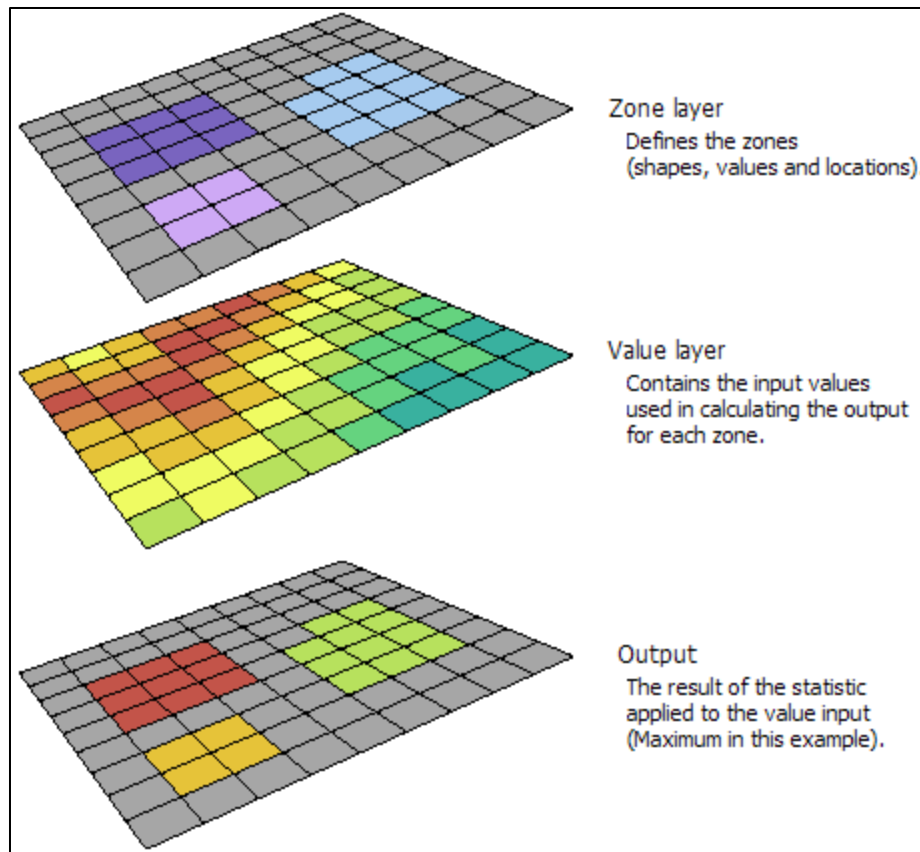 Zone layer
Defines the zones
(shapes, values and locations)
Value layer
Contains the input values
used in calculating the output
for each zone.
Output
The result of the statistic
applied to the value input
(Maximum in this example).